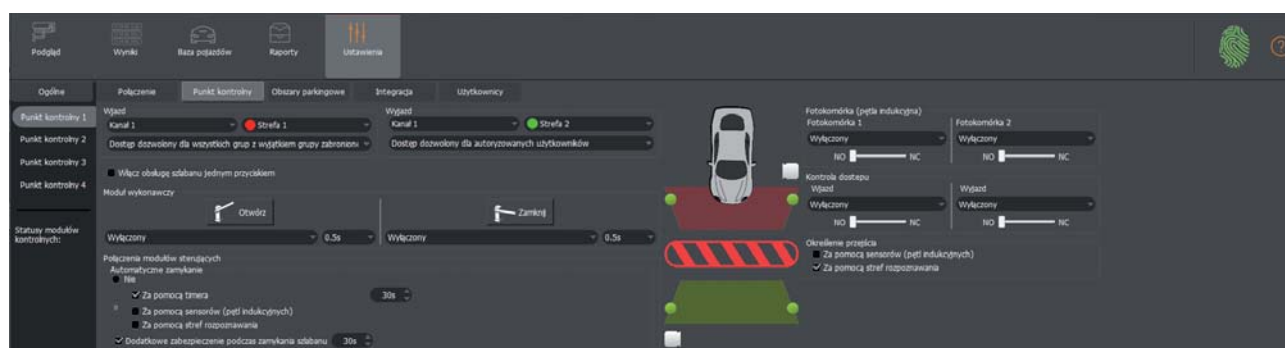 Podgląd
Wyniki
Baza pojazdów
Raporty
Ustawienia
?
Ogólne
Połączenie
Punkt kontrolny
Obszary parkingowe
Integracja
Użytkownicy
Punkt kontrolny 1
Punkt kontrolny 2
Punkt kontrolny 3
Punkt kontrolny 4
Statusy modułów
kontrolnych:
Wjazd
Kanał 1
Strefa 1
Dostęp dozwolony dla wszystkich grup z wyjątkiem grupy zabronione
Wyjazd
Kanał 1
Strefa 2
Dostęp dozwolony dla autoryzowanych użytkowników
Włącz obsługę szlabanu jednym przyciskiem
Moduł wykonawczy
Otwórz
Zamknij
Wyłączony
0.5s
Wyłączony
0.5s
Połączenia modułów sterujących
Automatyczne zamykanie
Nie
Za pomocą timera
30s
Za pomocą sensorów (pętli indukcyjnych)
Za pomocą stref rozpoznawania
Dodatkowe zabezpieczenie podczas zamykania szlabanu
30s
Fotokomórka (pętla indukcyjna)
Fotokomórka 1
Fotokomórka 2
Wyłączony
Wyłączony
NO
NC
NO
NC
Kontrola dostępu
Wjazd
Wyjazd
Wyłączony
Wyłączony
NO
NC
NO
NC
Określenie przejścia
Za pomocą sensorów (pętl indukcyjnych)
Za pomocą stref rozpoznawania